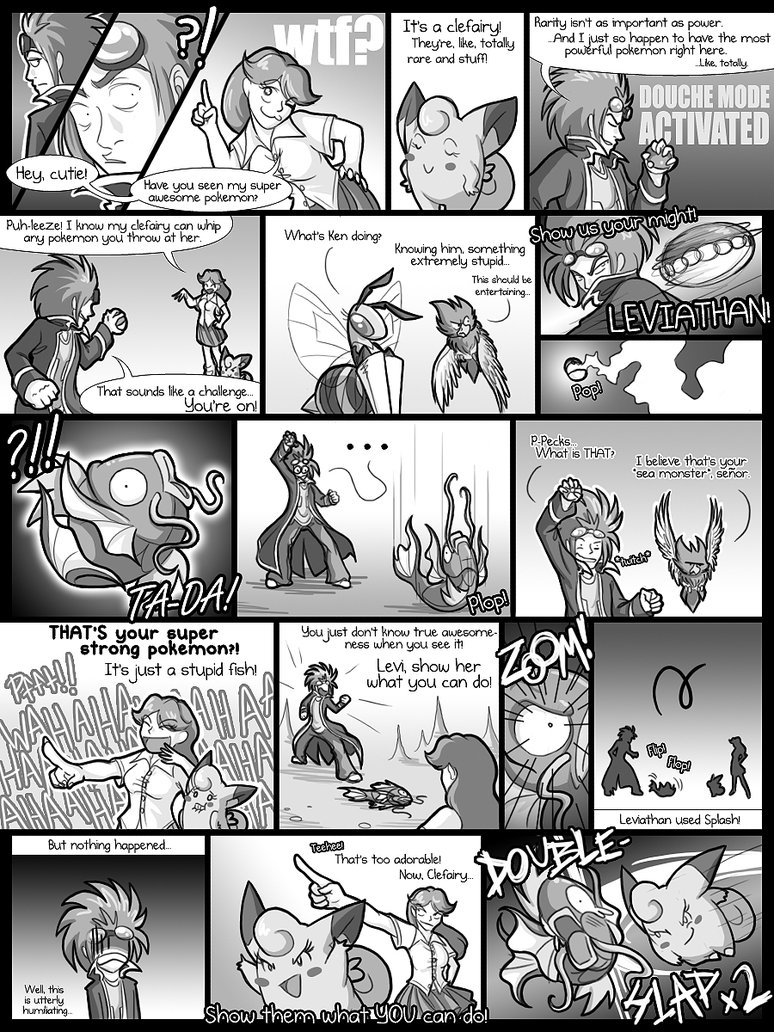 Hey, cutie!
?!
wtf?
Have you seen my super
awesome pokemon?
It's a clefairy!
They're, like, totally
rare and stuff!
Rarity isn't as important as power.
...And I just so happen to have the most
powerful pokemon right here.
...Like, totally.
DOUCHE MODE
ACTIVATED
Puh-leeze! I know my clefairy can whip
any pokemon you throw at her.
That sounds like a challenge...
You're on!
What's Ken doing?
Knowing him, something
extremely stupid...
This should be
entertaining...
Show us your might!
LEVIATHAN!
Pop!
?!!!
TA-DA!
...
Plop!
P-Pecks...
What is THAT?
I believe that's your
"sea monster", señor.
*twitch*
THAT'S your super
strong pokemon?!
It's just a stupid fish!
WAHAHAHAHAA
You just don't know true awesome-
ness when you see it!
Levi, show her
what you can do!
ZOOM!
Flip!
Flop!
Leviathan used Splash!
But nothing happened...
Well, this
is utterly
humiliating...
Teehee!
That's too adorable!
Now, Clefairy...
Show them what YOU can do!
DOUBLE-
SLAP x2